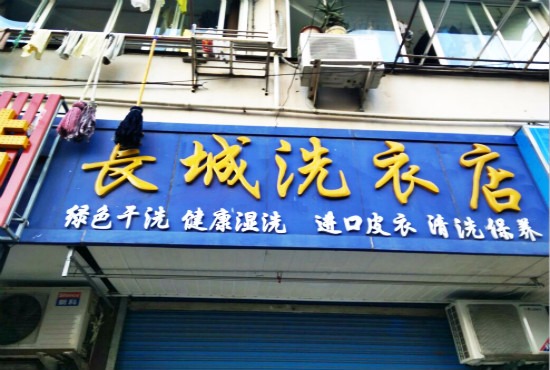 長城洗衣店
绿色干洗 健康湿洗 进口皮衣 清洗保养